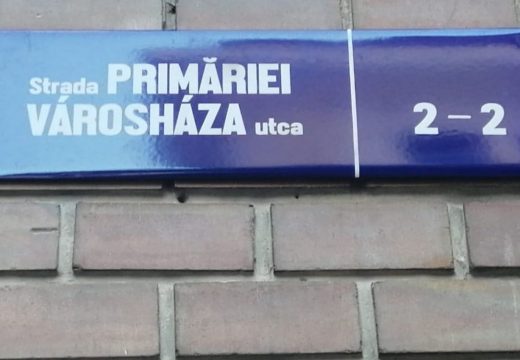 Strada PRIMĂRIEI
VÁROSHÁZA utca
2 – 2